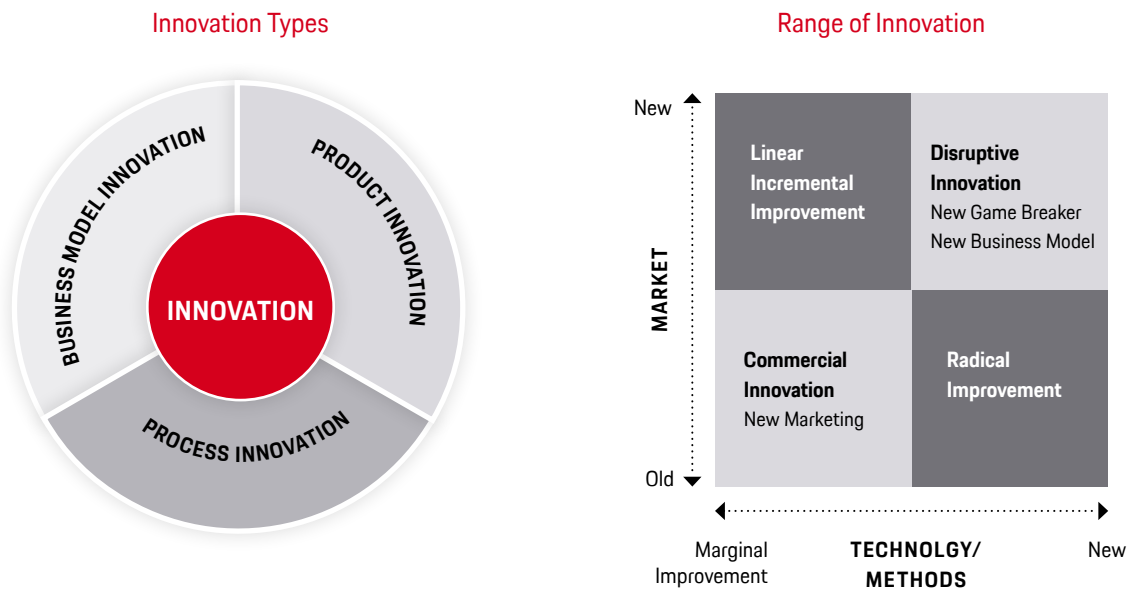 Innovation Types
BUSINESS MODEL INNOVATION
PRODUCT INNOVATION
INNOVATION
PROCESS INNOVATION
Range of Innovation
New
MARKET
Old
Linear
Incremental
Improvement
Disruptive
Innovation
New Game Breaker
New Business Model
Commercial
Innovation
New Marketing
Radical
Improvement
Marginal
Improvement
TECHNOLGY/
METHODS
New